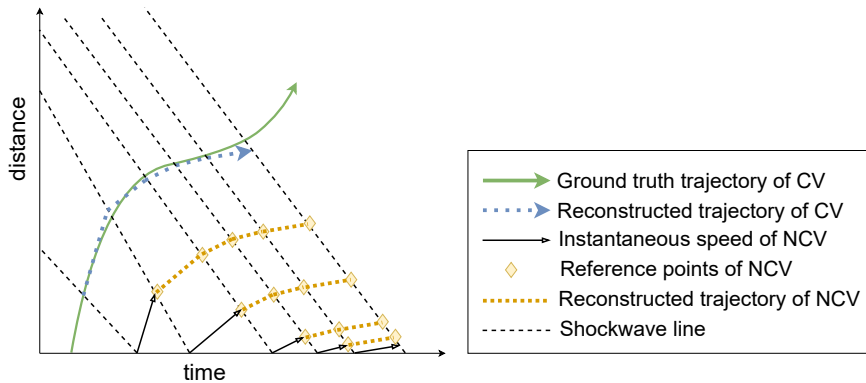 distance
time
Ground truth trajectory of CV
Reconstructed trajectory of CV
Instantaneous speed of NCV
Reference points of NCV
Reconstructed trajectory of NCV
Shockwave line